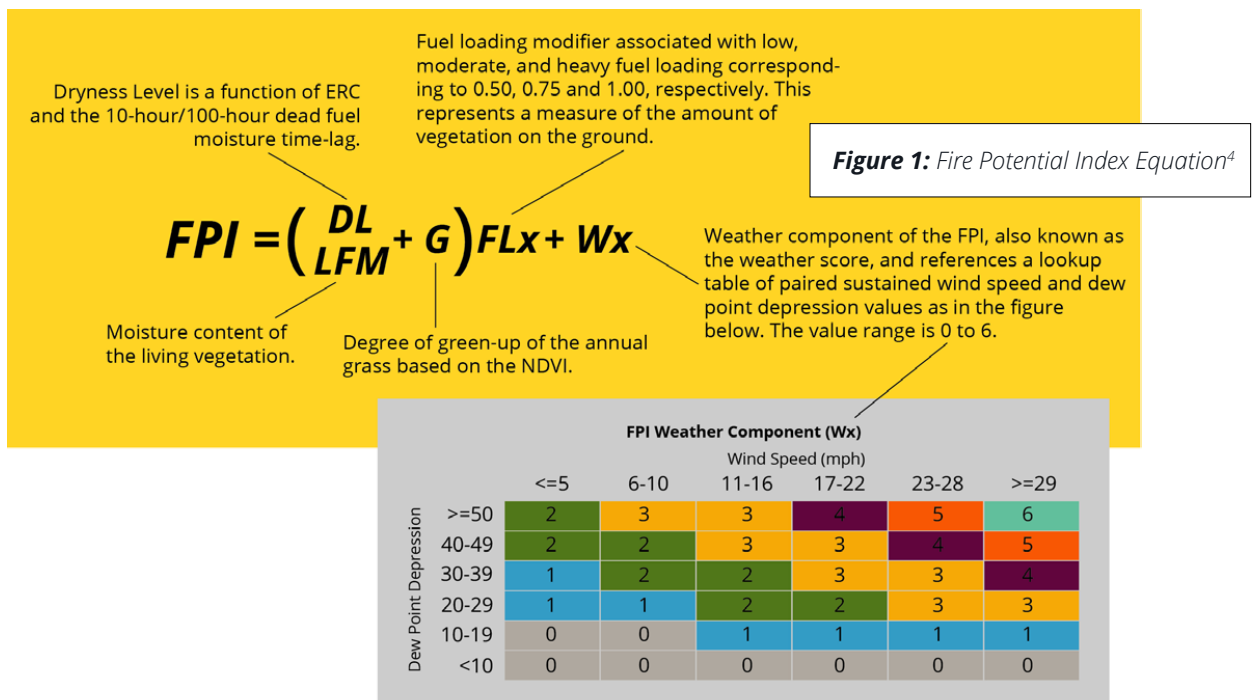 Fuel loading modifier associated with low,
moderate, and heavy fuel loading correspond-
ing to 0.50, 0.75 and 1.00, respectively. This
represents a measure of the amount of
vegetation on the ground.
Dryness Level is a function of ERC
and the 10-hour/100-hour dead fuel
moisture time-lag.
Figure 1: Fire Potential Index Equation⁴
FPI = ( DL
LFM + G ) FLx + Wx
Weather component of the FPI, also known as
the weather score, and references a lookup
table of paired sustained wind speed and dew
point depression values as in the figure
below. The value range is 0 to 6.
Moisture content of
the living vegetation.
Degree of green-up of the annual
grass based on the NDVI.
FPI Weather Component (Wx)
Wind Speed (mph)
<=5 6-10 11-16 17-22 23-28 >=29
Dew Point Depression
>=50 2 3 3 4 5 6
40-49 2 2 3 3 4 5
30-39 1 2 2 3 3 4
20-29 1 1 2 2 3 3
10-19 0 0 1 1 1 1
<10 0 0 0 0 0 0